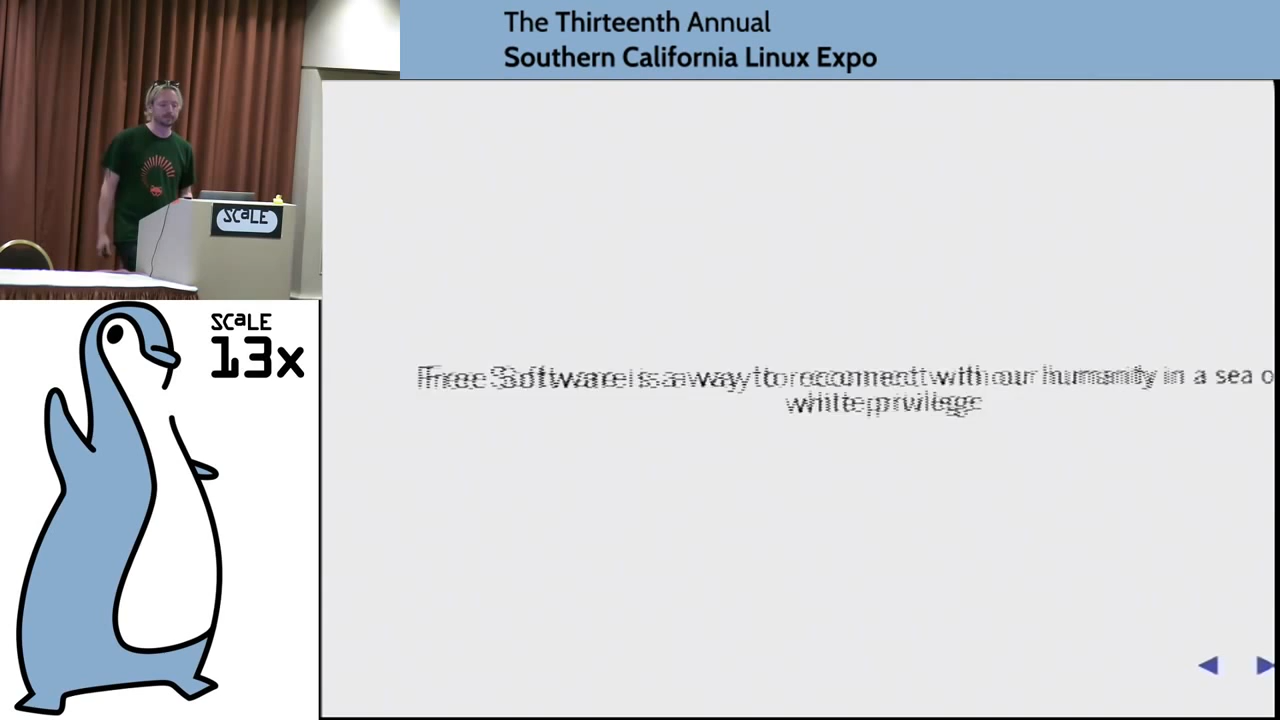 The Thirteenth Annual
Southern California Linux Expo
SCaLE
SCaLE
13x
Free Software is a way to reconnect with our humanity in a sea o
white privilege